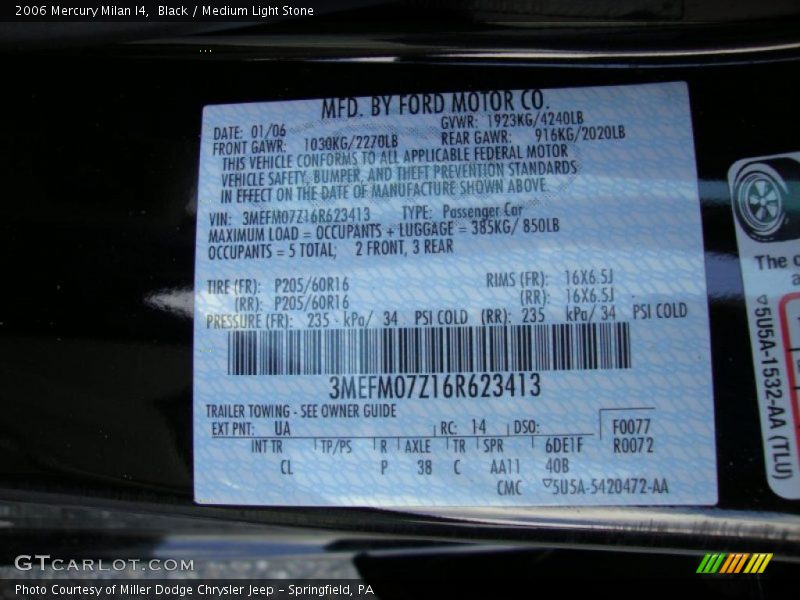 2006 Mercury Milan I4,  Black / Medium Light Stone
MFD. BY FORD MOTOR CO.
DATE: 01/06 GVWR: 1923KG/4240LB
FRONT GAWR: 1030KG/2270LB REAR GAWR: 916KG/2020LB
THIS VEHICLE CONFORMS TO ALL APPLICABLE FEDERAL MOTOR
VEHICLE SAFETY, BUMPER, AND THEFT PREVENTION STANDARDS
IN EFFECT ON THE DATE OF MANUFACTURE SHOWN ABOVE.
VIN: 3MEFM07Z16R623413 TYPE: Passenger Car
MAXIMUM LOAD = OCCUPANTS + LUGGAGE = 385KG/ 850LB
OCCUPANTS = 5 TOTAL; 2 FRONT, 3 REAR
TIRE (FR): P205/60R16 RIMS (FR): 16X6.5J
(RR): P205/60R16 (RR): 16X6.5J
PRESSURE (FR): 235 kPa/ 34 PSI COLD (RR): 235 kPa/ 34 PSI COLD
3MEFM07Z16R623413
TRAILER TOWING - SEE OWNER GUIDE
EXT PNT: UA RC: 14 DSO: F0077
INT TR TP/PS R AXLE TR SPR 6DE1F R0072
CL P 38 C AA11 40B
CMC ▽5U5A-5420472-AA
The
▽5U5A-1532-AA (TLU)
GTCARLOT.COM
Photo Courtesy of Miller Dodge Chrysler Jeep – Springfield, PA